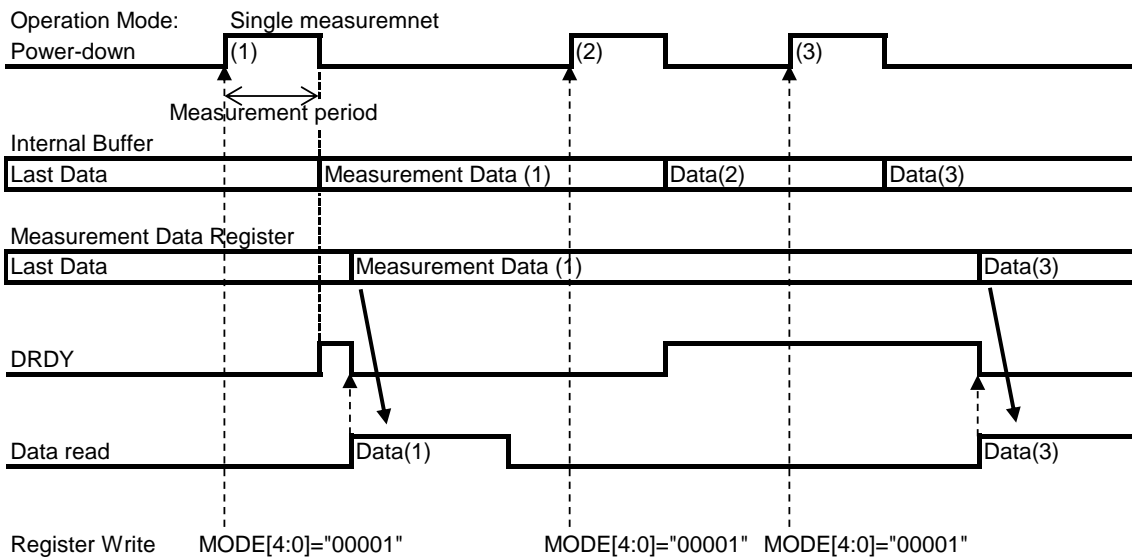 Operation Mode: Single measuremnet
Power-down (1) (2) (3)
Measurement period
Internal Buffer
Last Data Measurement Data (1) Data(2) Data(3)
Measurement Data Register
Last Data Measurement Data (1) Data(3)
DRDY
Data read Data(1) Data(3)
Register Write MODE[4:0]="00001" MODE[4:0]="00001" MODE[4:0]="00001"